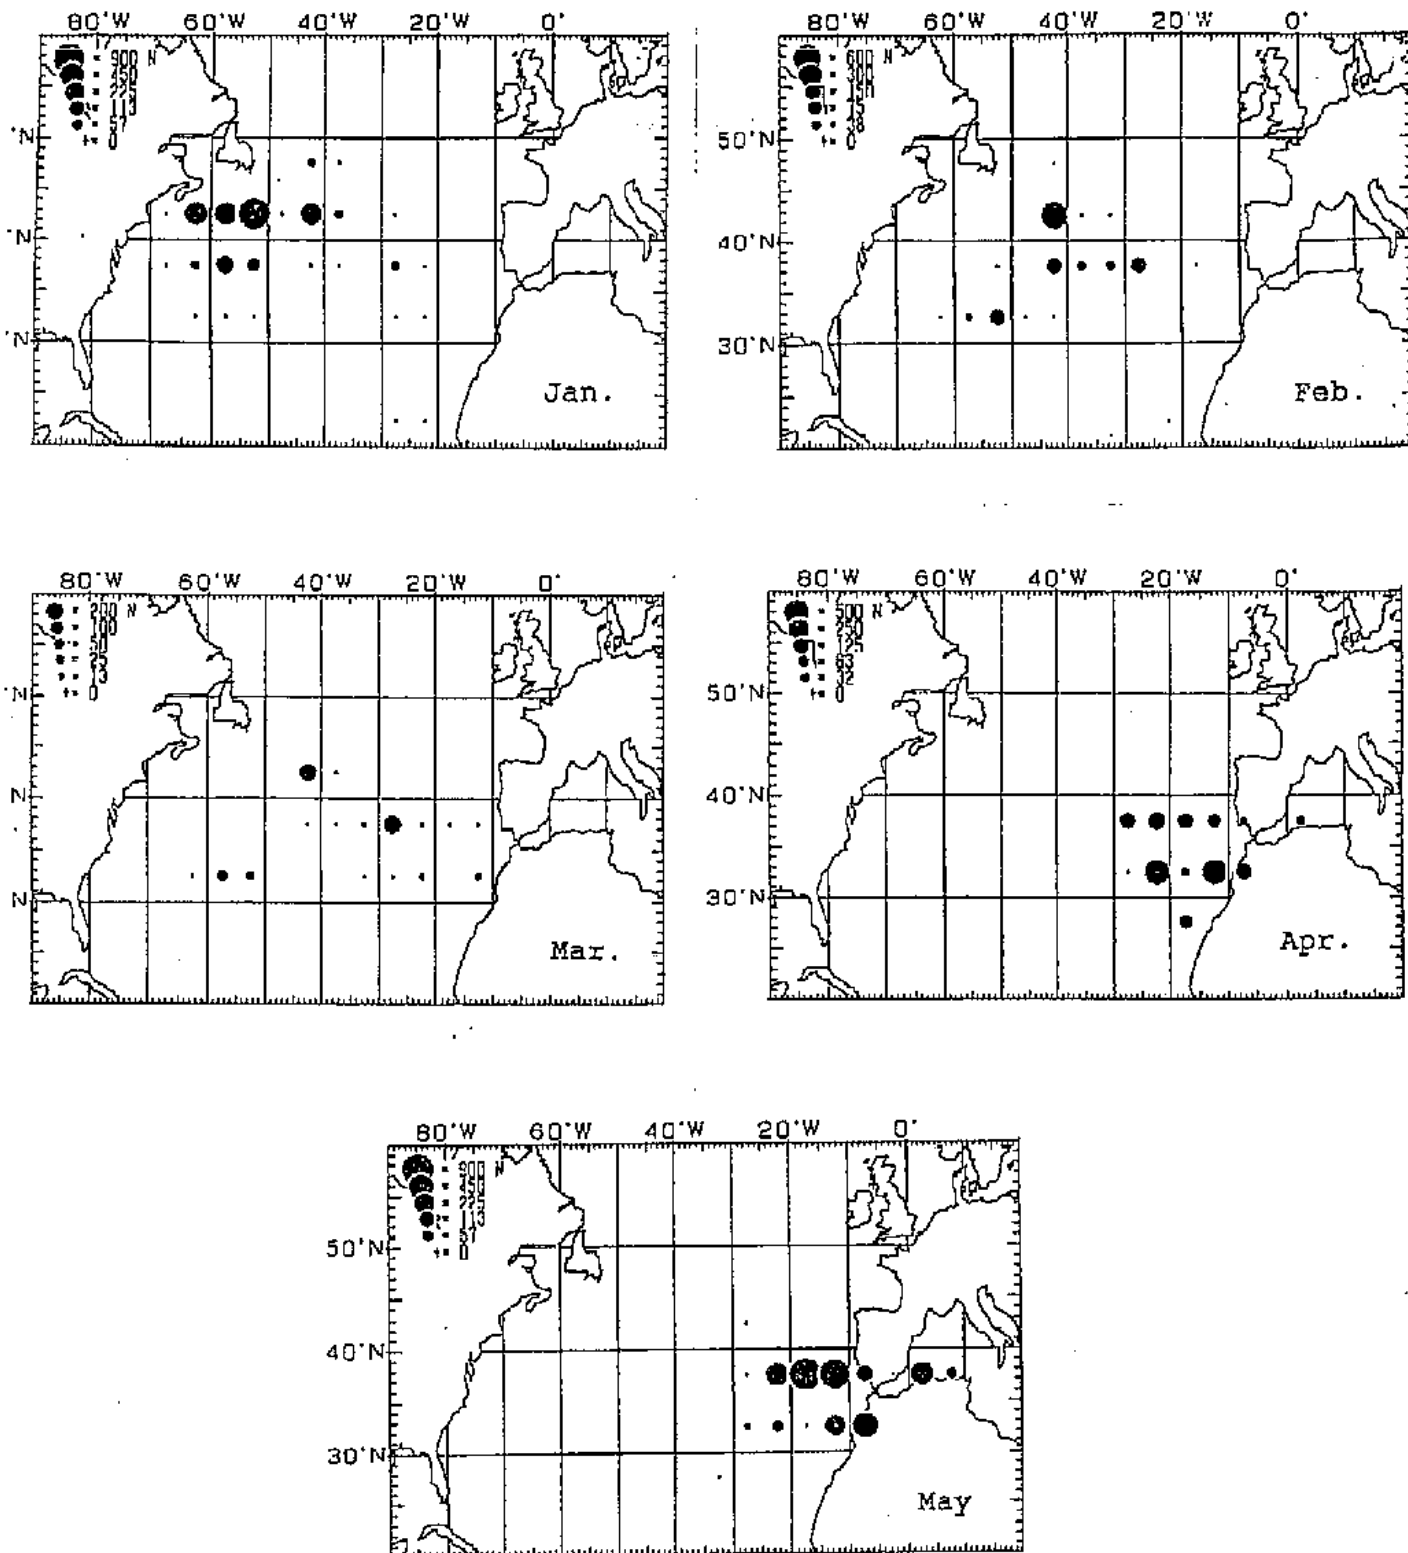 80°W 60°W 40°W 20°W 0°
= 900 N
= 450
= 225
= 113
= 57
+= 0
°N
°N
°N
Jan.
80°W 60°W 40°W 20°W 0°
= 600 N
= 300
= 150
= 75
= 38
+= 0
50°N
40°N
30°N
Feb.
80°W 60°W 40°W 20°W 0°
= 200 N
= 100
= 50
= 25
= 13
+= 0
°N
N
N
Mar.
80°W 60°W 40°W 20°W 0°
= 500 N
= 250
= 125
= 63
= 32
+= 0
50°N
40°N
30°N
Apr.
80°W 60°W 40°W 20°W 0°
= 900 N
= 450
= 225
= 113
= 57
+= 0
50°N
40°N
30°N
May